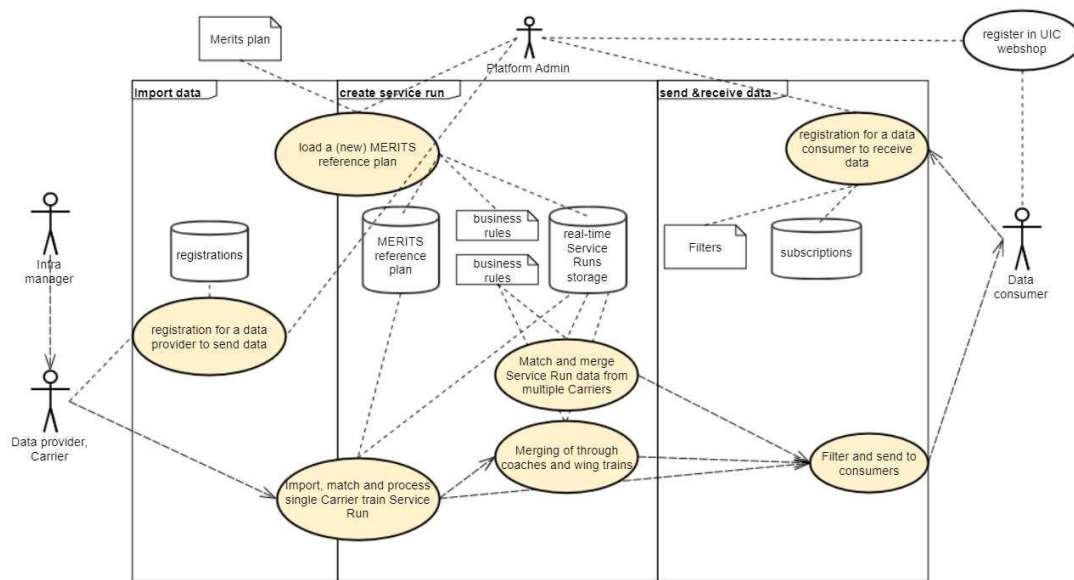 Merits plan
Platform Admin
register in UIC
webshop
Import data
create service run
send &receive data
load a (new) MERITS
reference plan
registration for a data
consumer to receive
data
Infra
manager
registrations
MERITS
reference
plan
business
rules
business
rules
real-time
Service
Runs
storage
Filters
subscriptions
Data
consumer
registration for a data
provider to send data
Match and merge
Service Run data from
multiple Carriers
Data provider,
Carrier
Merging of through
coaches and wing trains
Filter and send to
consumers
Import, match and process
single Carrier train Service
Run